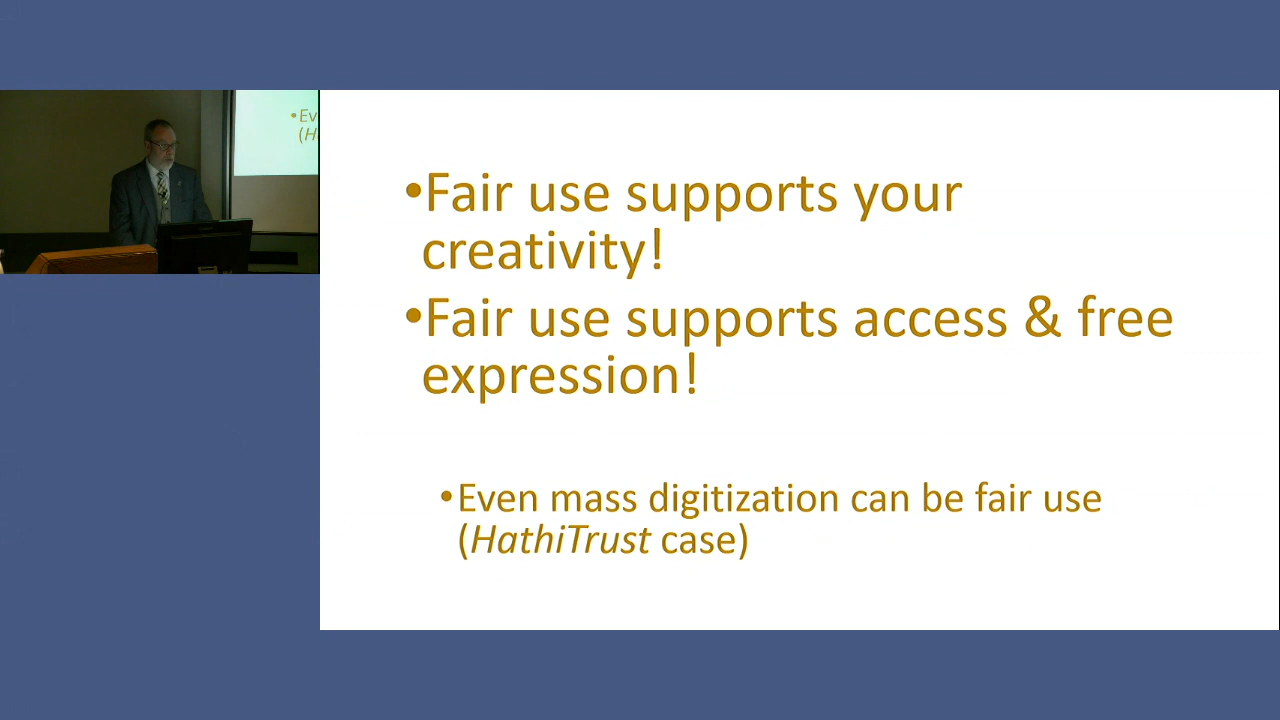 •Ev
(H
•Fair use supports your
creativity!
•Fair use supports access & free
expression!
•Even mass digitization can be fair use
(HathiTrust case)